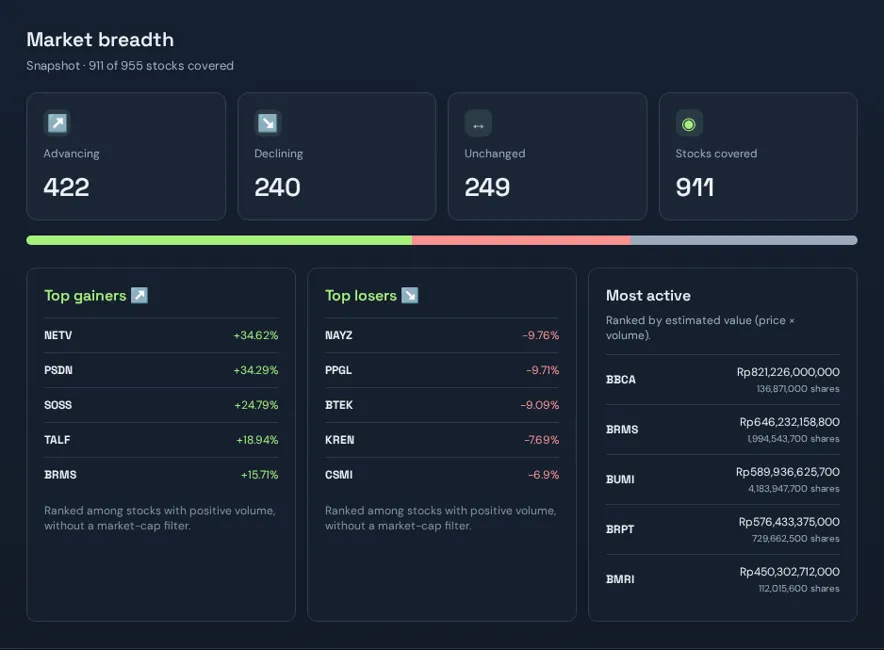 Market breadth
Snapshot · 911 of 955 stocks covered
Advancing
422
Declining
240
Unchanged
249
Stocks covered
911
Top gainers
NETV +34.62%
PSDN +34.29%
SOSS +24.79%
TALF +18.94%
BRMS +15.71%
Ranked among stocks with positive volume,
without a market-cap filter.
Top losers
NAYZ -9.76%
PPGL -9.71%
BTEK -9.09%
KREN -7.69%
CSMI -6.9%
Ranked among stocks with positive volume,
without a market-cap filter.
Most active
Ranked by estimated value (price ×
volume).
BBCA Rp821,226,000,000
136,871,000 shares
BRMS Rp646,232,158,800
1,994,543,700 shares
BUMI Rp589,936,625,700
4,183,947,700 shares
BRPT Rp576,433,375,000
729,662,500 shares
BMRI Rp450,302,712,000
112,015,600 shares